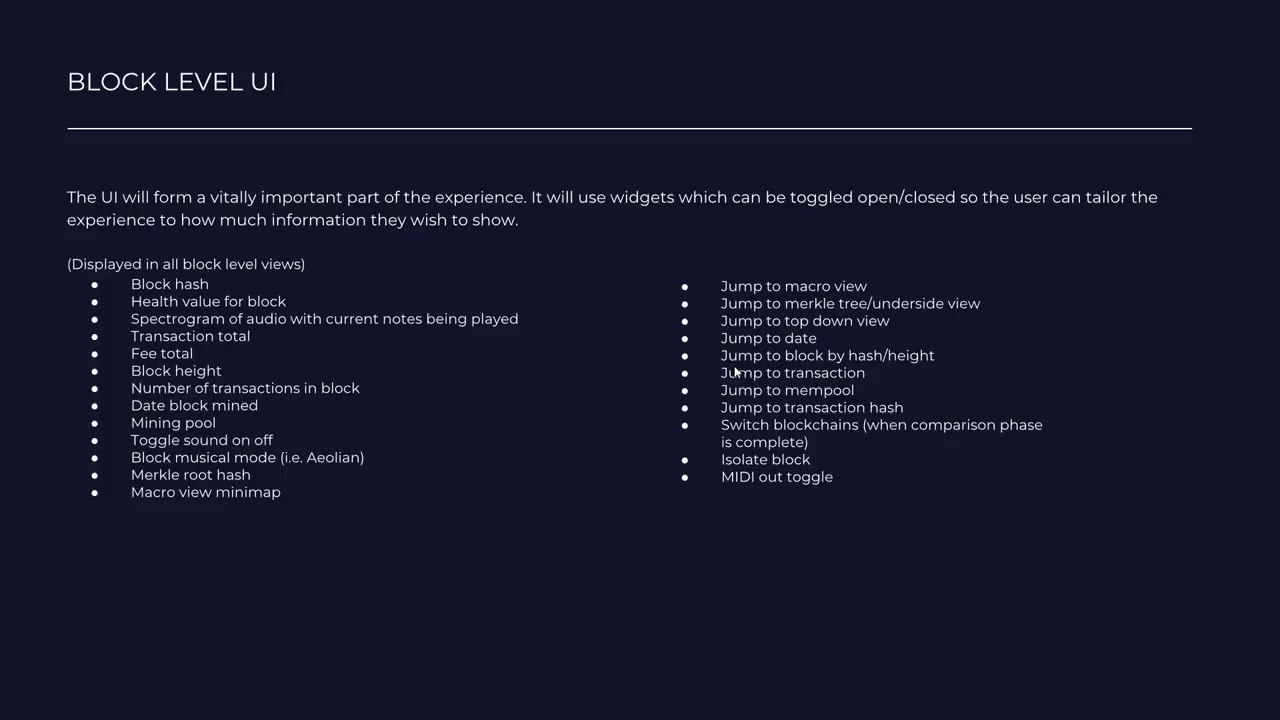 BLOCK LEVEL UI
The UI will form a vitally important part of the experience. It will use widgets which can be toggled open/closed so the user can tailor the
experience to how much information they wish to show.
(Displayed in all block level views)
● Block hash
● Health value for block
● Spectrogram of audio with current notes being played
● Transaction total
● Fee total
● Block height
● Number of transactions in block
● Date block mined
● Mining pool
● Toggle sound on off
● Block musical mode (i.e. Aeolian)
● Merkle root hash
● Macro view minimap
● Jump to macro view
● Jump to merkle tree/underside view
● Jump to top down view
● Jump to date
● Jump to block by hash/height
● Jump to transaction
● Jump to mempool
● Jump to transaction hash
● Switch blockchains (when comparison phase
is complete)
● Isolate block
● MIDI out toggle